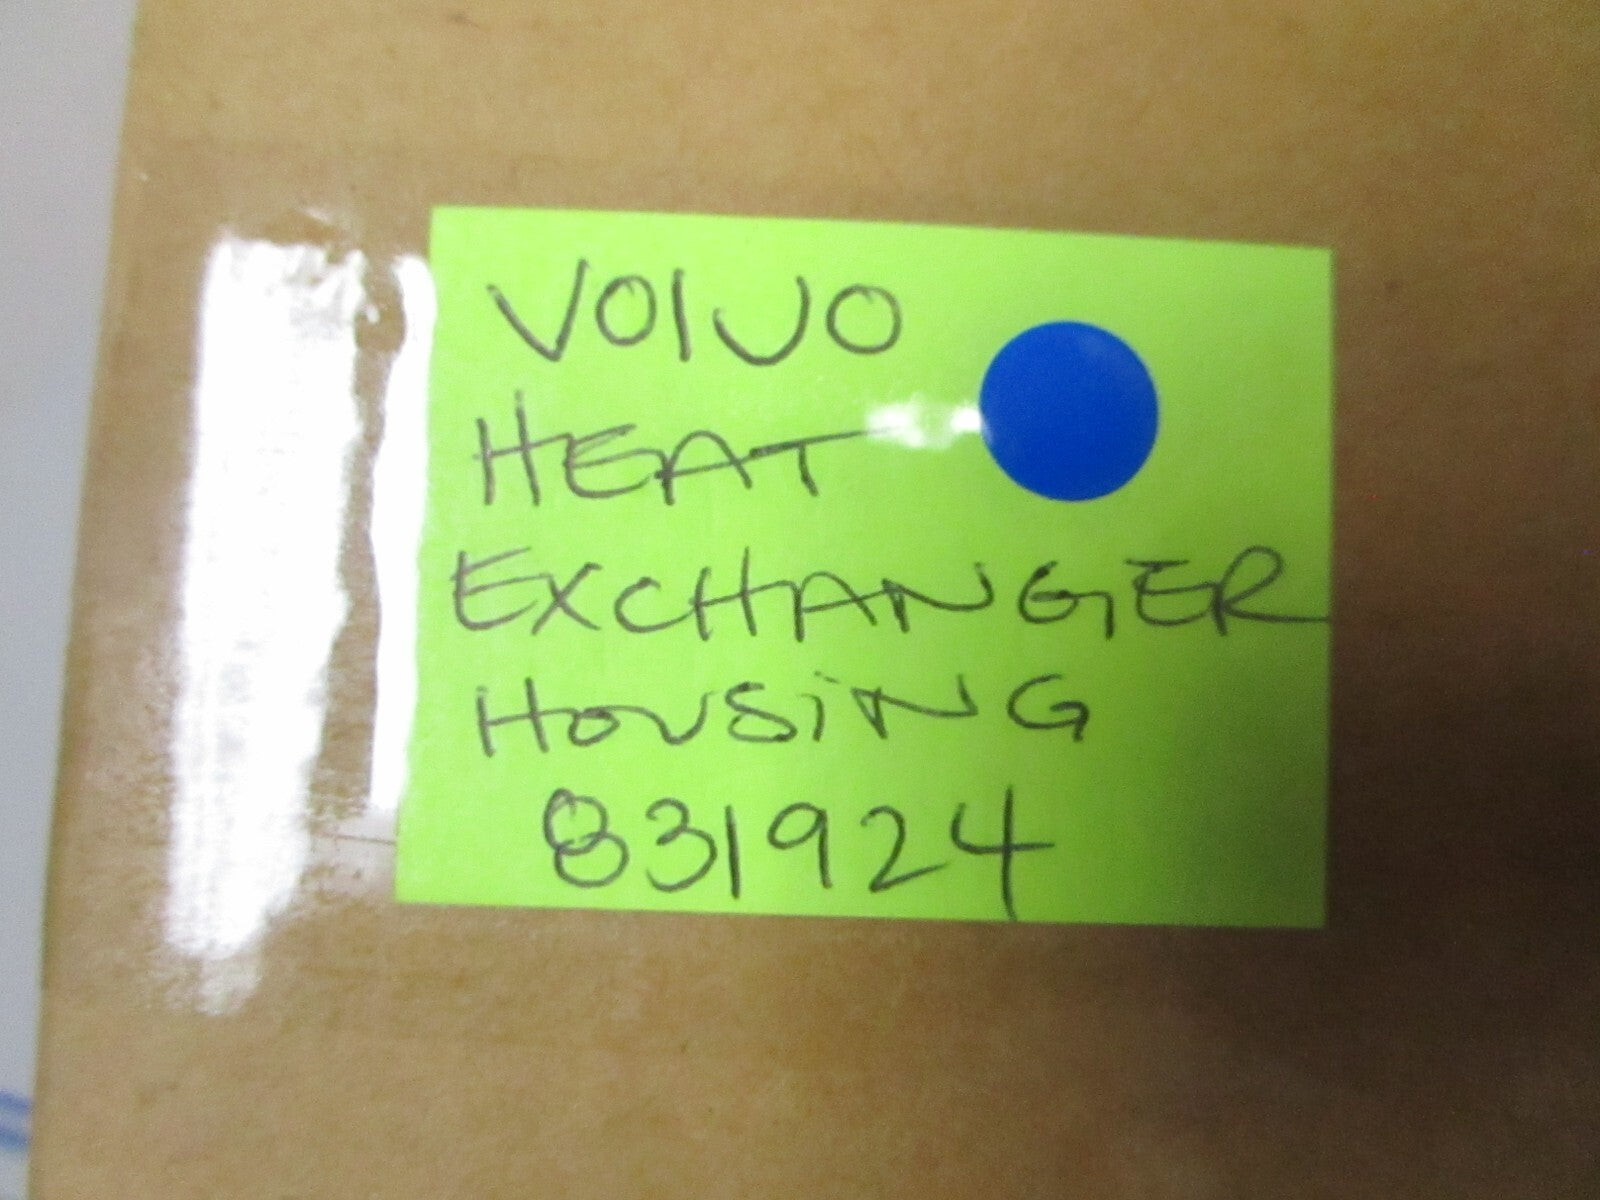 VOLVO
HEAT
EXCHANGER
HOUSiNG
831924